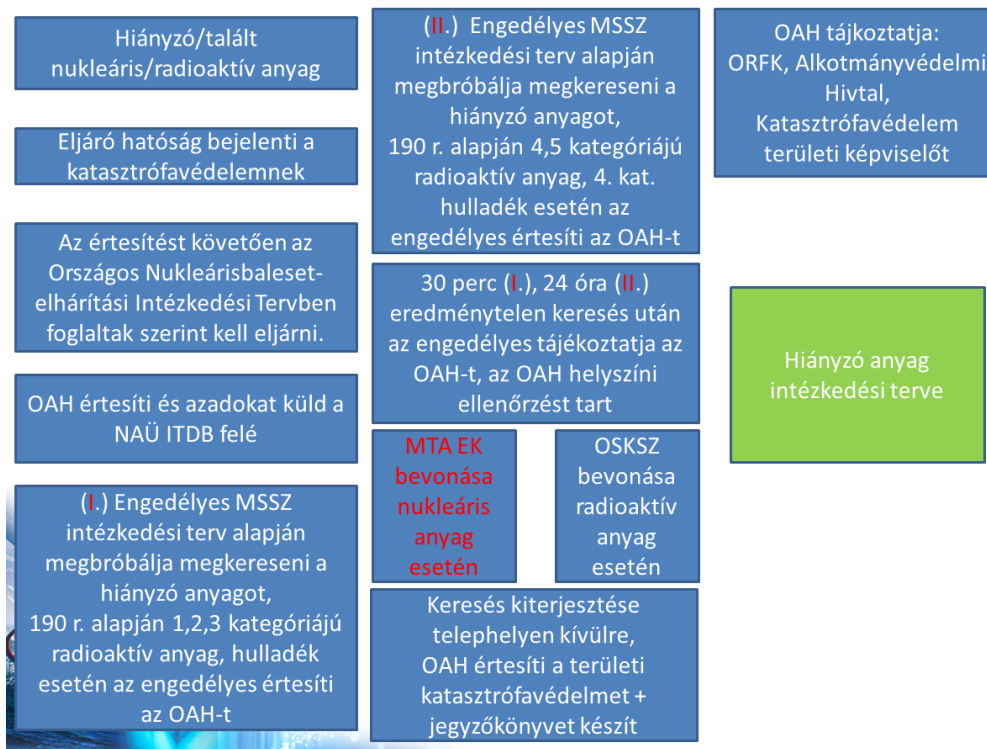 Hiányzó/talált
nukleáris/radioaktív anyag
Eljáró hatóság bejelenti a
katasztrófavédelemnek
Az értesítést követően az
Országos Nukleárisbaleset-
elhárítási Intézkedési Tervben
foglaltak szerint kell eljárni.
OAH értesíti és azadokat küld a
NAÜ ITDB felé
(I.) Engedélyes MSSZ
intézkedési terv alapján
megbróbálja megkeresni a
hiányzó anyagot,
190 r. alapján 1,2,3 kategóriájú
radioaktív anyag, hulladék
esetén az engedélyes értesíti
az OAH-t
(II.) Engedélyes MSSZ
intézkedési terv alapján
megbróbálja megkeresni a
hiányzó anyagot,
190 r. alapján 4,5 kategóriájú
radioaktív anyag, 4. kat.
hulladék esetén az
engedélyes értesíti az OAH-t
30 perc (I.), 24 óra (II.)
eredménytelen keresés után
az engedélyes tájékoztatja az
OAH-t, az OAH helyszíni
ellenőrzést tart
MTA EK
bevonása
nukleáris
anyag
esetén
OSKSZ
bevonása
radioaktív
anyag
esetén
Keresés kiterjesztése
telephelyen kívülre,
OAH értesíti a területi
katasztrófavédelmet +
jegyzőkönyvet készít
OAH tájkoztatja:
ORFK, Alkotmányvédelmi
Hivtal,
Katasztrófavédelem
területi képviselőt
Hiányzó anyag
intézkedési terve